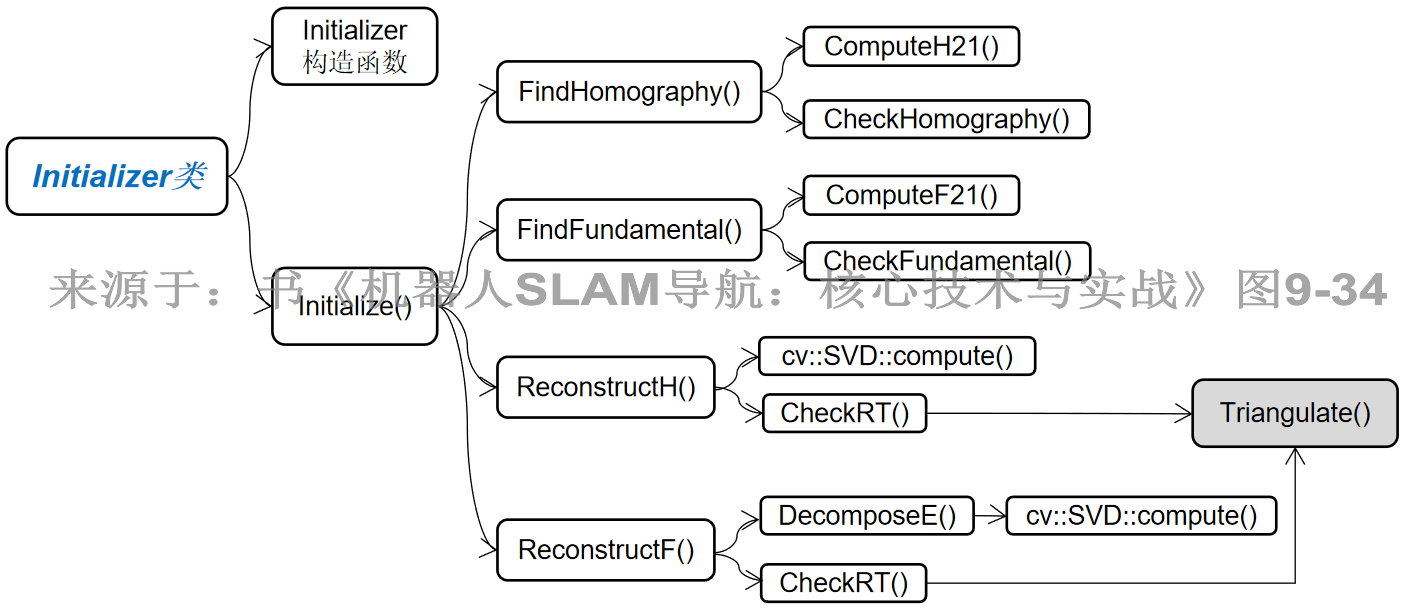 Initializer
构造函数
Initializer类
Initialize()
FindHomography()
ComputeH21()
CheckHomography()
FindFundamental()
ComputeF21()
CheckFundamental()
来源于：书《机器人SLAM导航：核心技术与实战》图9-34
ReconstructH()
cv::SVD::compute()
CheckRT()
Triangulate()
ReconstructF()
DecomposeE()
cv::SVD::compute()
CheckRT()